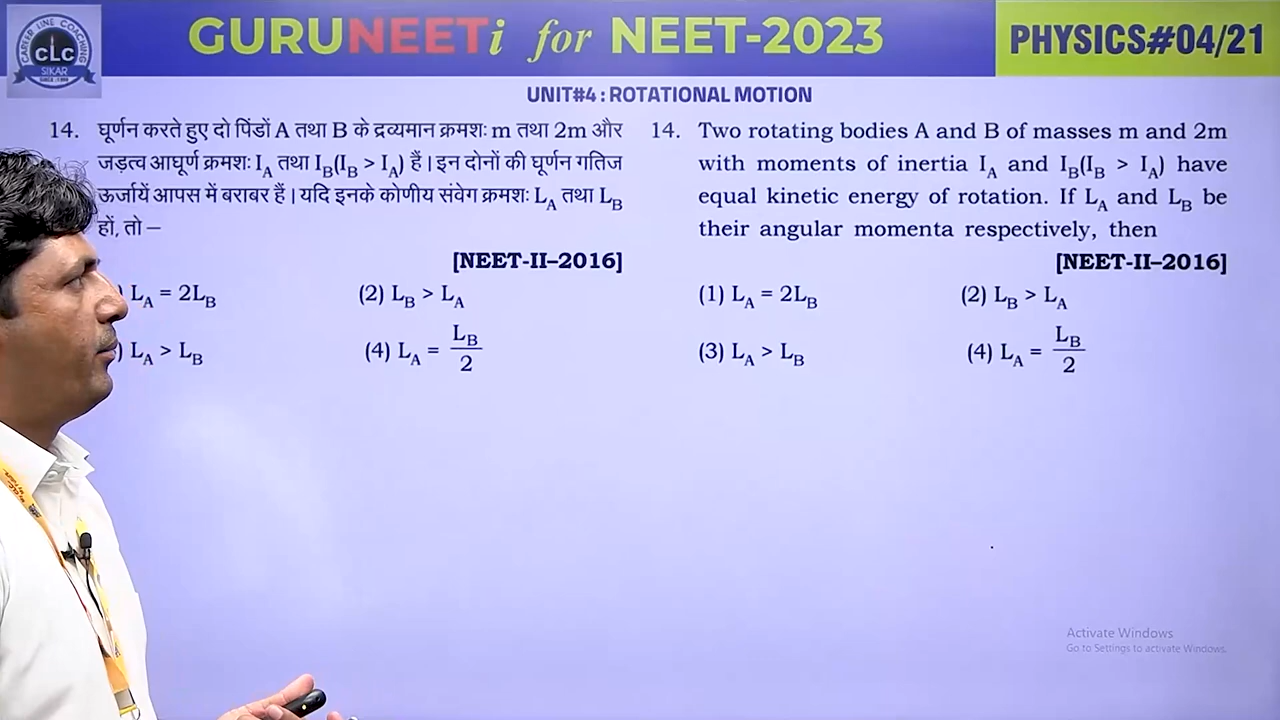 CAREER LINE COACHING
CLC
SIKAR
SINCE : 1996
GURUNEETi for NEET-2023
PHYSICS#04/21
UNIT#4 : ROTATIONAL MOTION
14. घूर्णन करते हुए दो पिंडों A तथा B के द्रव्यमान क्रमशः m तथा 2m और
जड़त्व आघूर्ण क्रमशः I_A तथा I_B(I_B > I_A) हैं। इन दोनों की घूर्णन गतिज
ऊर्जायें आपस में बराबर हैं। यदि इनके कोणीय संवेग क्रमशः L_A तथा L_B
हों, तो –
[NEET-II–2016]
) L_A = 2L_B (2) L_B > L_A
) L_A > L_B (4) L_A = L_B/2
14. Two rotating bodies A and B of masses m and 2m
with moments of inertia I_A and I_B(I_B > I_A) have
equal kinetic energy of rotation. If L_A and L_B be
their angular momenta respectively, then
[NEET-II–2016]
(1) L_A = 2L_B (2) L_B > L_A
(3) L_A > L_B (4) L_A = L_B/2
Activate Windows
Go to Settings to activate Windows.